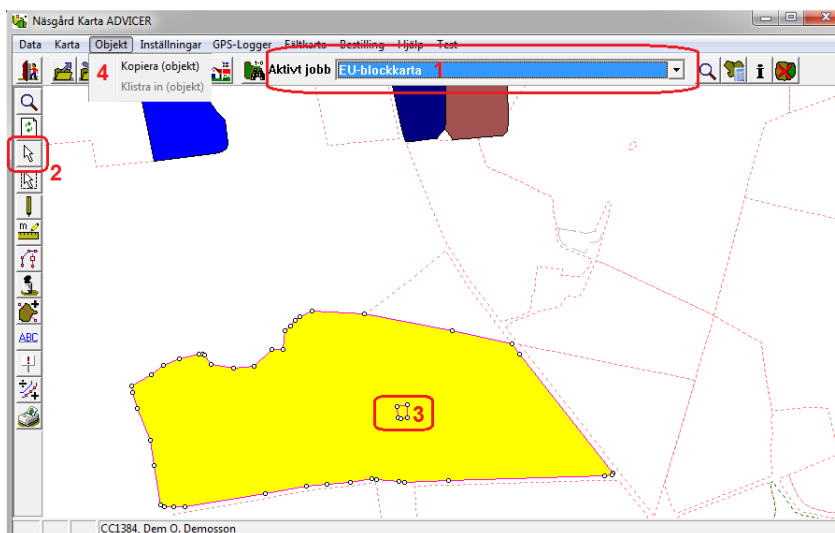 Näsgård Karta ADVICER
Data Karta Objekt Inställningar GPS-Logger Fältkarta Bestilling Hjälp Test
4 Kopiera (objekt)
Klistra in (objekt)
Aktivt jobb EU-blockkarta 1
2
m
ABC
3
CC1384, Dem O. Demosson